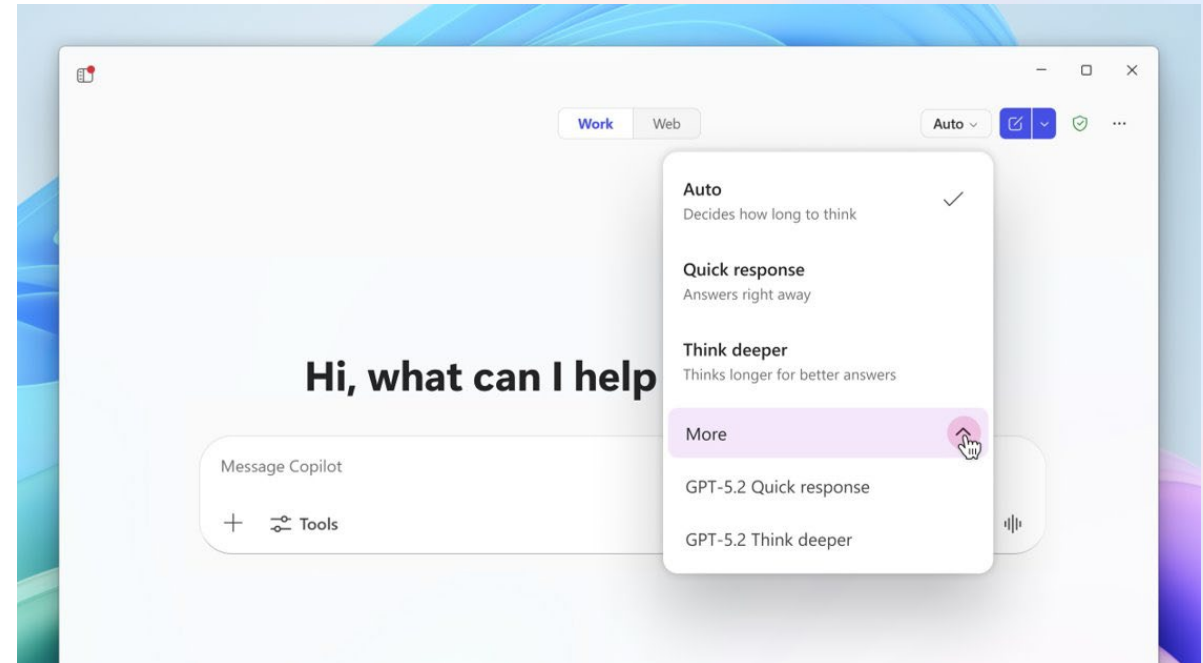 Work
Web
Auto
Auto
Decides how long to think
Quick response
Answers right away
Think deeper
Thinks longer for better answers
More
GPT-5.2 Quick response
GPT-5.2 Think deeper
Hi, what can I help
Message Copilot
Tools